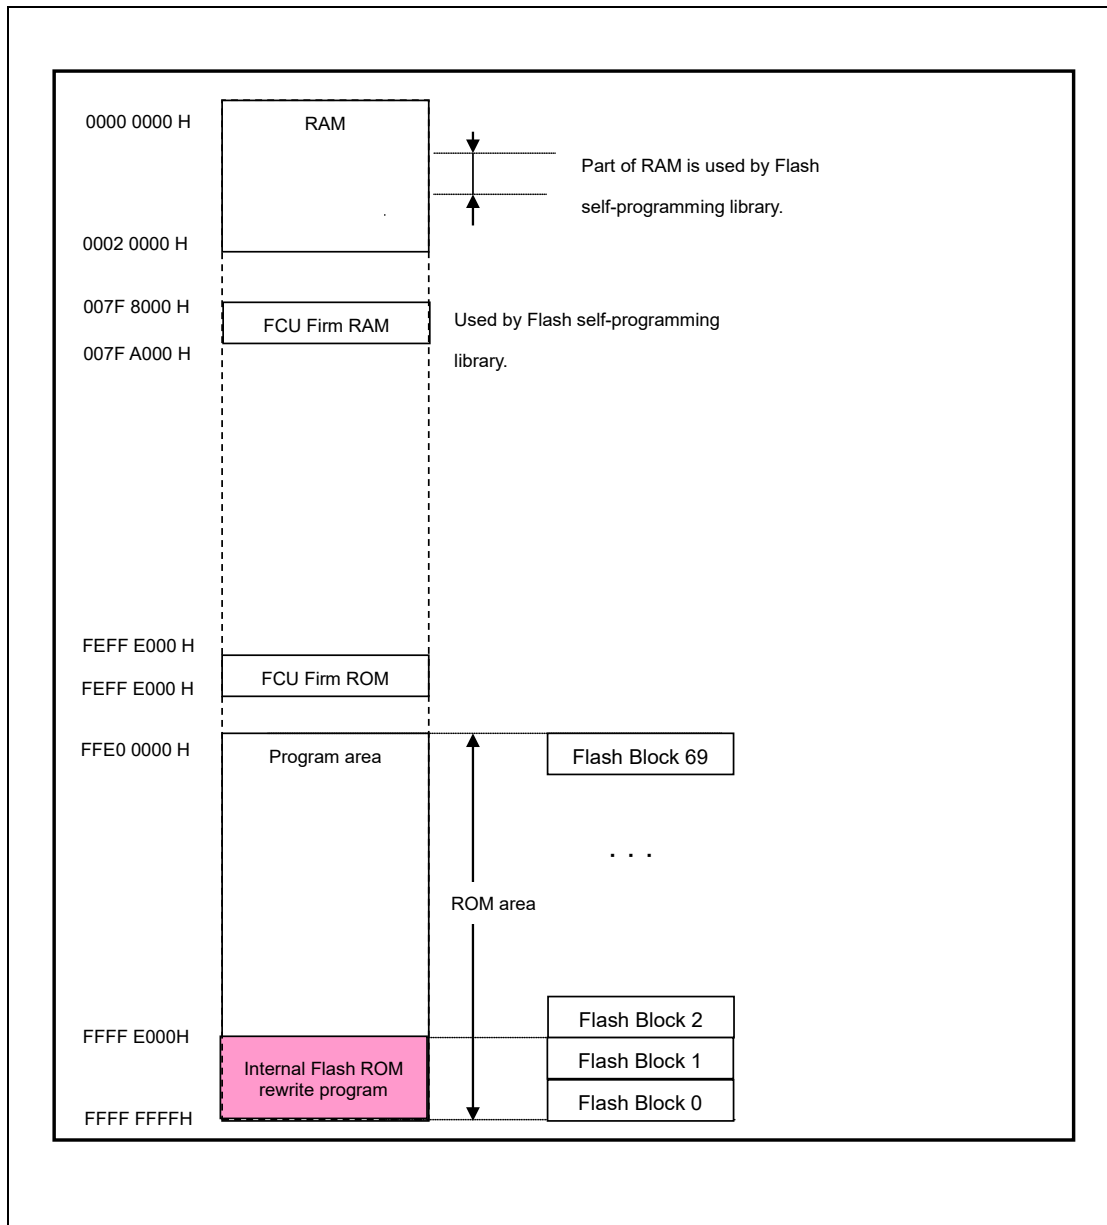 0000 0000 H
RAM
Part of RAM is used by Flash
self-programming library.
0002 0000 H
007F 8000 H
FCU Firm RAM
Used by Flash self-programming
007F A000 H
library.
FEFF E000 H
FCU Firm ROM
FEFF E000 H
FFE0 0000 H
Program area
Flash Block 69
. . .
ROM area
Flash Block 2
FFFF E000H
Internal Flash ROM
rewrite program
Flash Block 1
Flash Block 0
FFFF FFFFH